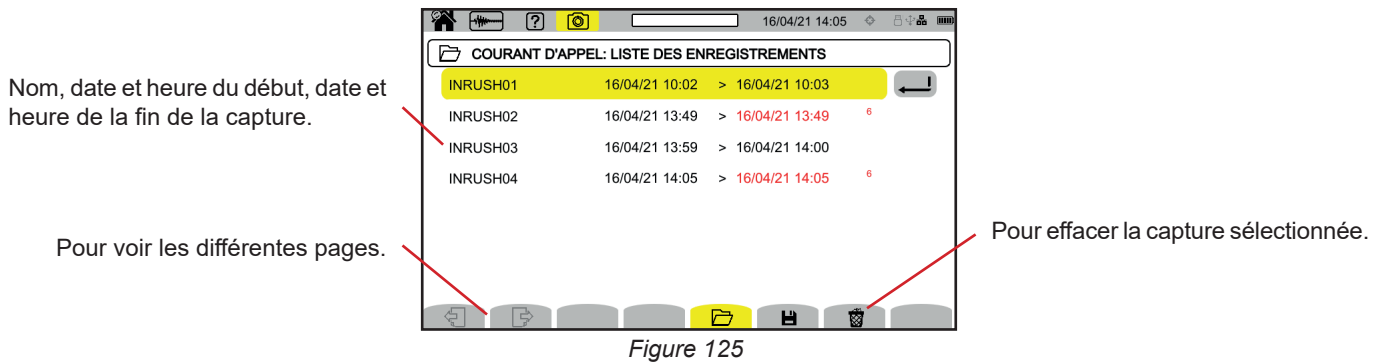 16/04/21 14:05
COURANT D'APPEL: LISTE DES ENREGISTREMENTS
INRUSH01 16/04/21 10:02 > 16/04/21 10:03
INRUSH02 16/04/21 13:49 > 16/04/21 13:49 6
INRUSH03 16/04/21 13:59 > 16/04/21 14:00
INRUSH04 16/04/21 14:05 > 16/04/21 14:05 6
Nom, date et heure du début, date et
heure de la fin de la capture.
Pour voir les différentes pages.
Pour effacer la capture sélectionnée.
Figure 125